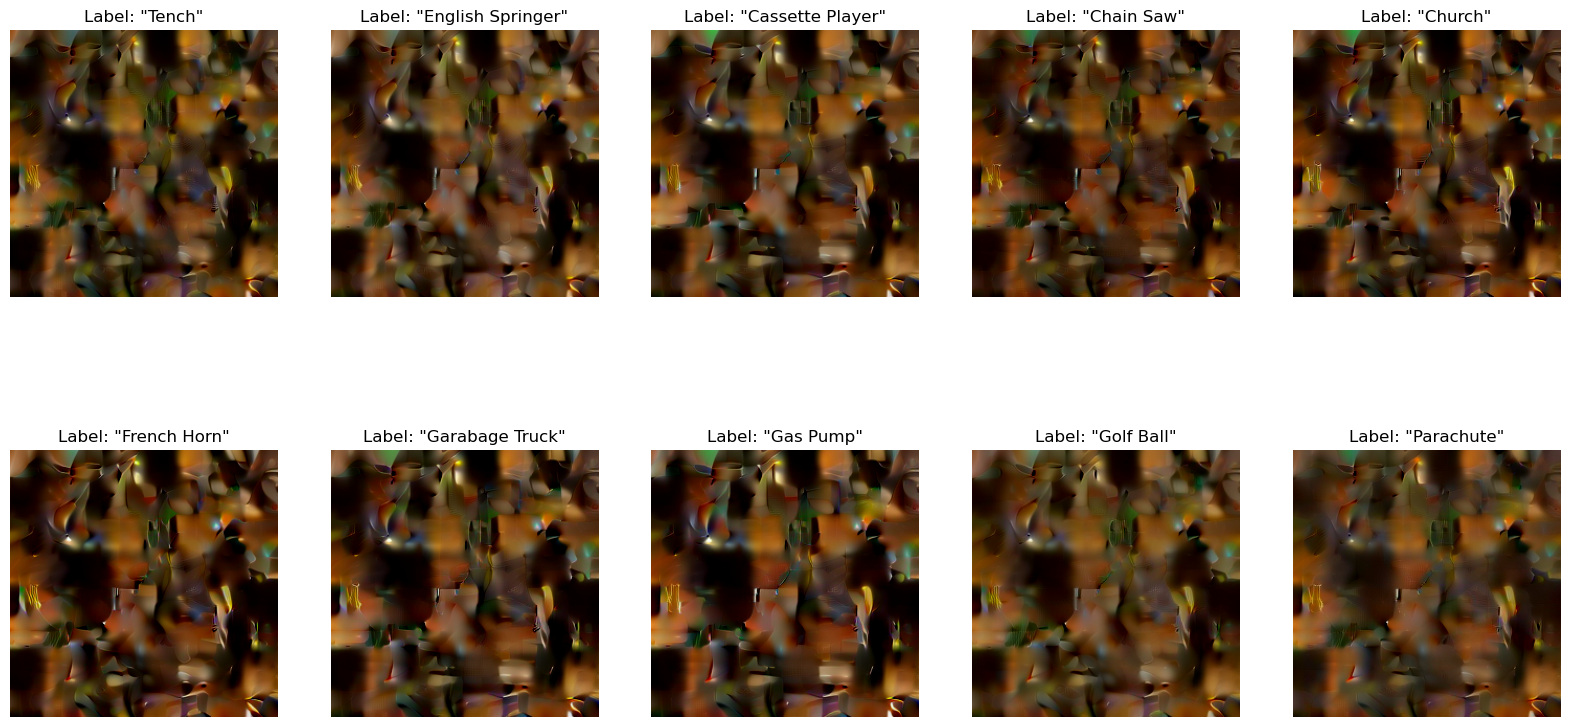 Label: "Tench"
Label: "English Springer"
Label: "Cassette Player"
Label: "Chain Saw"
Label: "Church"
Label: "French Horn"
Label: "Garabage Truck"
Label: "Gas Pump"
Label: "Golf Ball"
Label: "Parachute"